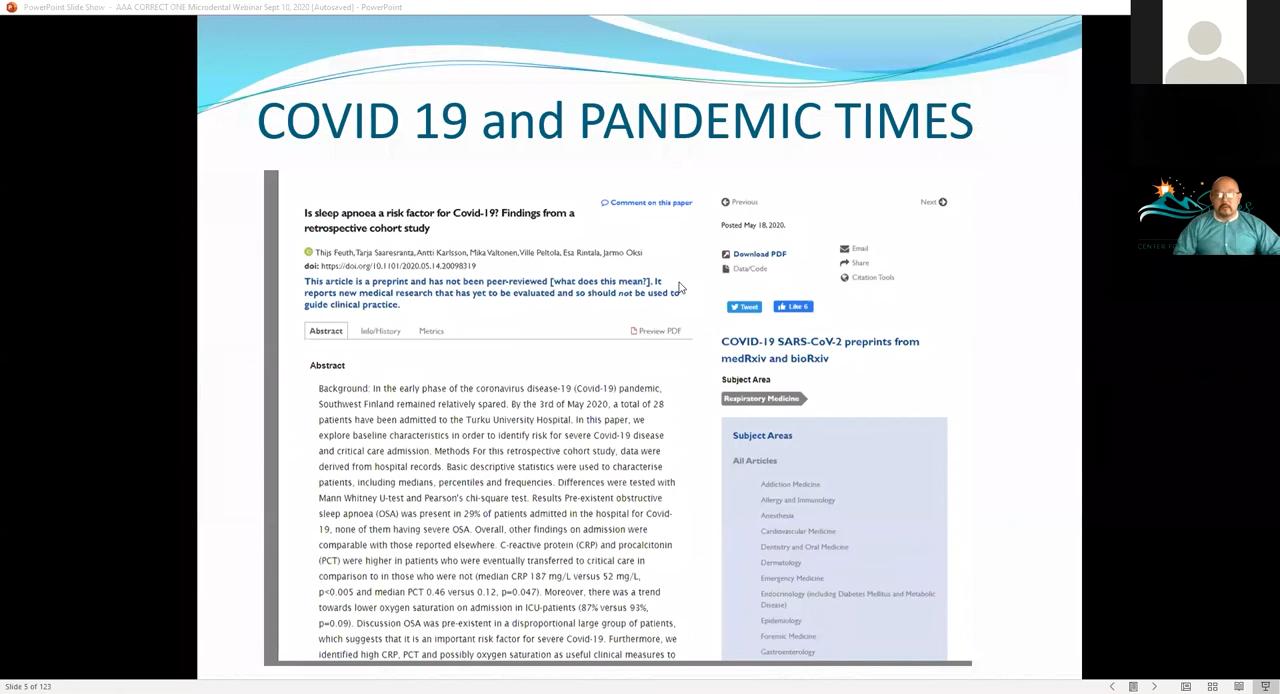 PowerPoint Slide Show - AAA CORRECT ONE Microdental Webinar Sept 10, 2020 [Autosaved] - PowerPoint
COVID 19 and PANDEMIC TIMES
Comment on this paper
Is sleep apnoea a risk factor for Covid-19? Findings from a
retrospective cohort study
Thijs Feuth, Tarja Saaresranta, Antti Karlsson, Mika Valtonen, Ville Peltola, Esa Rintala, Jarmo Oksi
doi: https://doi.org/10.1101/2020.05.14.20098319
This article is a preprint and has not been peer-reviewed [what does this mean?]. It
reports new medical research that has yet to be evaluated and so should not be used to
guide clinical practice.
Abstract Info/History Metrics Preview PDF
Abstract
Background: In the early phase of the coronavirus disease-19 (Covid-19) pandemic,
Southwest Finland remained relatively spared. By the 3rd of May 2020, a total of 28
patients have been admitted to the Turku University Hospital. In this paper, we
explore baseline characteristics in order to identify risk for severe Covid-19 disease
and critical care admission. Methods For this retrospective cohort study, data were
derived from hospital records. Basic descriptive statistics were used to characterise
patients, including medians, percentiles and frequencies. Differences were tested with
Mann Whitney U-test and Pearson's chi-square test. Results Pre-existent obstructive
sleep apnoea (OSA) was present in 29% of patients admitted in the hospital for Covid-
19, none of them having severe OSA. Overall, other findings on admission were
comparable with those reported elsewhere. C-reactive protein (CRP) and procalcitonin
(PCT) were higher in patients who were eventually transferred to critical care in
comparison to in those who were not (median CRP 187 mg/L versus 52 mg/L,
p<0.005 and median PCT 0.46 versus 0.12, p=0.047). Moreover, there was a trend
towards lower oxygen saturation on admission in ICU-patients (87% versus 93%,
p=0.09). Discussion OSA was pre-existent in a disproportional large group of patients,
which suggests that it is an important risk factor for severe Covid-19. Furthermore, we
identified high CRP, PCT and possibly oxygen saturation as useful clinical measures to
Previous Next
Posted May 18, 2020.
Download PDF
Data/Code
Email
Share
Citation Tools
Tweet Like 6
COVID-19 SARS-CoV-2 preprints from
medRxiv and bioRxiv
Subject Area
Respiratory Medicine
Subject Areas
All Articles
Addiction Medicine
Allergy and Immunology
Anesthesia
Cardiovascular Medicine
Dentistry and Oral Medicine
Dermatology
Emergency Medicine
Endocrinology (including Diabetes Mellitus and Metabolic
Disease)
Epidemiology
Forensic Medicine
Gastroenterology
CENTER
Slide 5 of 123